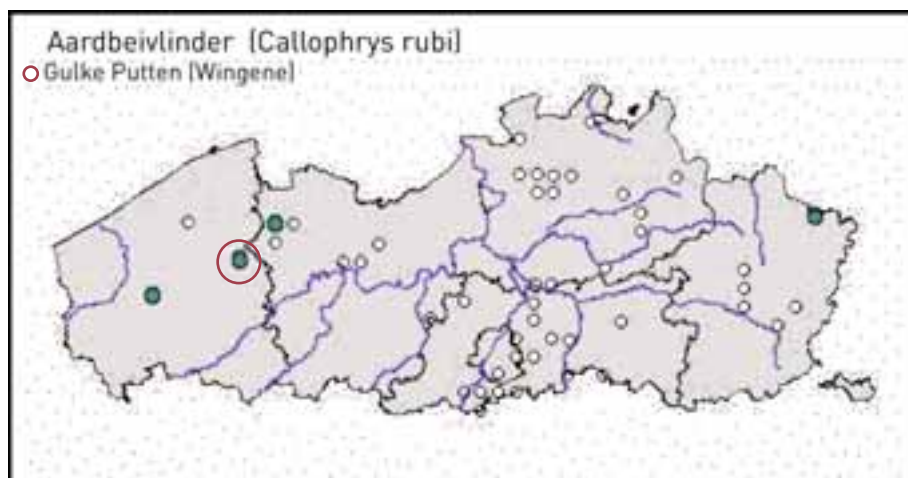 Aardbeivlinder (Callophrys rubi)
Gulke Putten (Wingene)